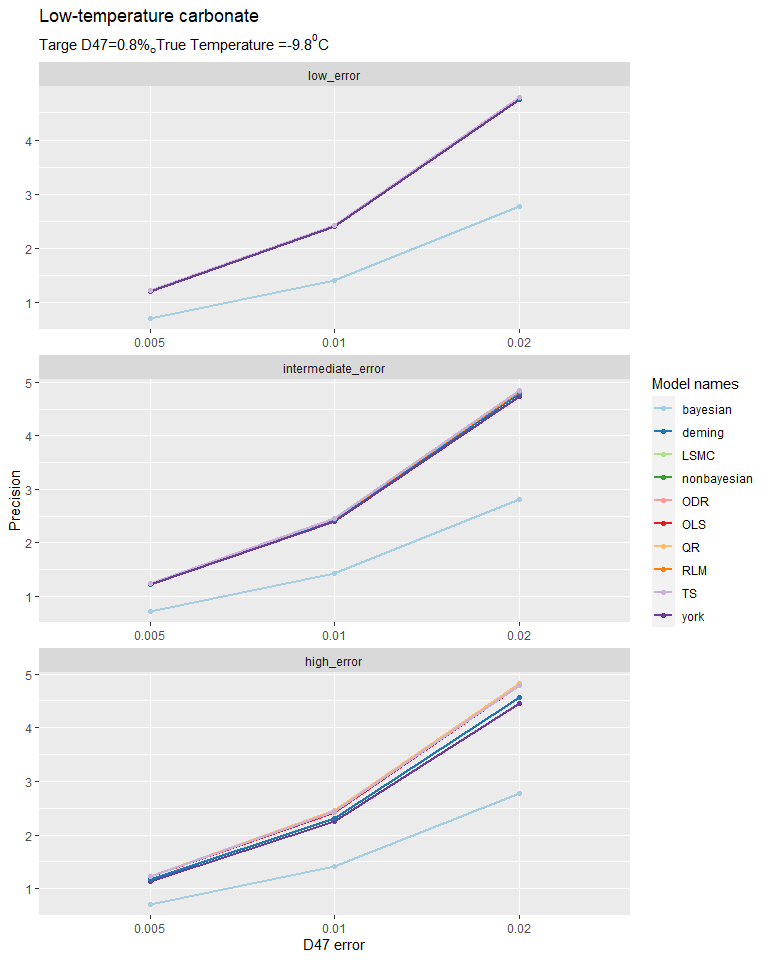 Low-temperature carbonate
Targe D47=0.8%oTrue Temperature =-9.8⁰C
low_error
4
3
2
1
0.005 0.01 0.02
intermediate_error
5
4
3
2
1
0.005 0.01 0.02
high_error
5
4
3
2
1
0.005 0.01 0.02
D47 error
Precision
Model names
bayesian
deming
LSMC
nonbayesian
ODR
OLS
QR
RLM
TS
york